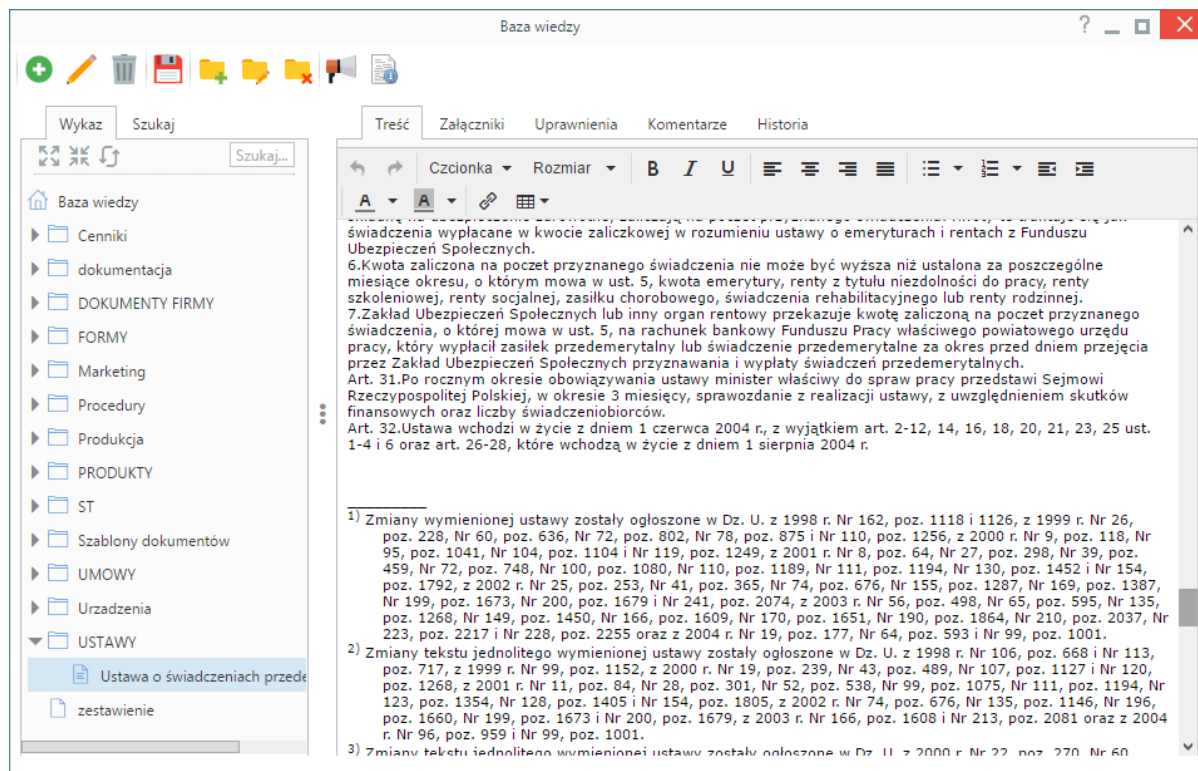 Baza wiedzy
?
Wykaz
Szukaj
Szukaj...
Baza wiedzy
Cenniki
dokumentacja
DOKUMENTY FIRMY
FORMY
Marketing
Procedury
Produkcja
PRODUKTY
ST
Szablony dokumentów
UMOWY
Urzadzenia
USTAWY
Ustawa o świadczeniach przede
zestawienie
Treść
Załączniki
Uprawnienia
Komentarze
Historia
Czcionka
Rozmiar
B
I
U
A
A
świadczenia wypłacane w kwocie zaliczkowej w rozumieniu ustawy o emeryturach i rentach z Funduszu
Ubezpieczeń Społecznych.
6.Kwota zaliczona na poczet przyznanego świadczenia nie może być wyższa niż ustalona za poszczególne
miesiące okresu, o którym mowa w ust. 5, kwota emerytury, renty z tytułu niezdolności do pracy, renty
szkoleniowej, renty socjalnej, zasiłku chorobowego, świadczenia rehabilitacyjnego lub renty rodzinnej.
7.Zakład Ubezpieczeń Społecznych lub inny organ rentowy przekazuje kwotę zaliczoną na poczet przyznanego
świadczenia, o której mowa w ust. 5, na rachunek bankowy Funduszu Pracy właściwego powiatowego urzędu
pracy, który wypłacił zasiłek przedemerytalny lub świadczenie przedemerytalne za okres przed dniem przejęcia
przez Zakład Ubezpieczeń Społecznych przyznawania i wypłaty świadczeń przedemerytalnych.
Art. 31.Po rocznym okresie obowiązywania ustawy minister właściwy do spraw pracy przedstawi Sejmowi
Rzeczypospolitej Polskiej, w okresie 3 miesięcy, sprawozdanie z realizacji ustawy, z uwzględnieniem skutków
finansowych oraz liczby świadczeniobiorców.
Art. 32.Ustawa wchodzi w życie z dniem 1 czerwca 2004 r., z wyjątkiem art. 2-12, 14, 16, 18, 20, 21, 23, 25 ust.
1-4 i 6 oraz art. 26-28, które wchodzą w życie z dniem 1 sierpnia 2004 r.
1) Zmiany wymienionej ustawy zostały ogłoszone w Dz. U. z 1998 r. Nr 162, poz. 1118 i 1126, z 1999 r. Nr 26,
poz. 228, Nr 60, poz. 636, Nr 72, poz. 802, Nr 78, poz. 875 i Nr 110, poz. 1256, z 2000 r. Nr 9, poz. 118, Nr
95, poz. 1041, Nr 104, poz. 1104 i Nr 119, poz. 1249, z 2001 r. Nr 8, poz. 64, Nr 27, poz. 298, Nr 39, poz.
459, Nr 72, poz. 748, Nr 100, poz. 1080, Nr 110, poz. 1189, Nr 111, poz. 1194, Nr 130, poz. 1452 i Nr 154,
poz. 1792, z 2002 r. Nr 25, poz. 253, Nr 41, poz. 365, Nr 74, poz. 676, Nr 155, poz. 1287, Nr 169, poz. 1387,
Nr 199, poz. 1673, Nr 200, poz. 1679 i Nr 241, poz. 2074, z 2003 r. Nr 56, poz. 498, Nr 65, poz. 595, Nr 135,
poz. 1268, Nr 149, poz. 1450, Nr 166, poz. 1609, Nr 170, poz. 1651, Nr 190, poz. 1864, Nr 210, poz. 2037, Nr
223, poz. 2217 i Nr 228, poz. 2255 oraz z 2004 r. Nr 19, poz. 177, Nr 64, poz. 593 i Nr 99, poz. 1001.
2) Zmiany tekstu jednolitego wymienionej ustawy zostały ogłoszone w Dz. U. z 1998 r. Nr 106, poz. 668 i Nr 113,
poz. 717, z 1999 r. Nr 99, poz. 1152, z 2000 r. Nr 19, poz. 239, Nr 43, poz. 489, Nr 107, poz. 1127 i Nr 120,
poz. 1268, z 2001 r. Nr 11, poz. 84, Nr 28, poz. 301, Nr 52, poz. 538, Nr 99, poz. 1075, Nr 111, poz. 1194, Nr
123, poz. 1354, Nr 128, poz. 1405 i Nr 154, poz. 1805, z 2002 r. Nr 74, poz. 676, Nr 135, poz. 1146, Nr 196,
poz. 1660, Nr 199, poz. 1673 i Nr 200, poz. 1679, z 2003 r. Nr 166, poz. 1608 i Nr 213, poz. 2081 oraz z 2004
r. Nr 96, poz. 959 i Nr 99, poz. 1001.
3) Zmiany tekstu jednolitego wymienionej ustawy zostały ogłoszone w Dz. U. z 2000 r. Nr 22, poz. 270, Nr 60